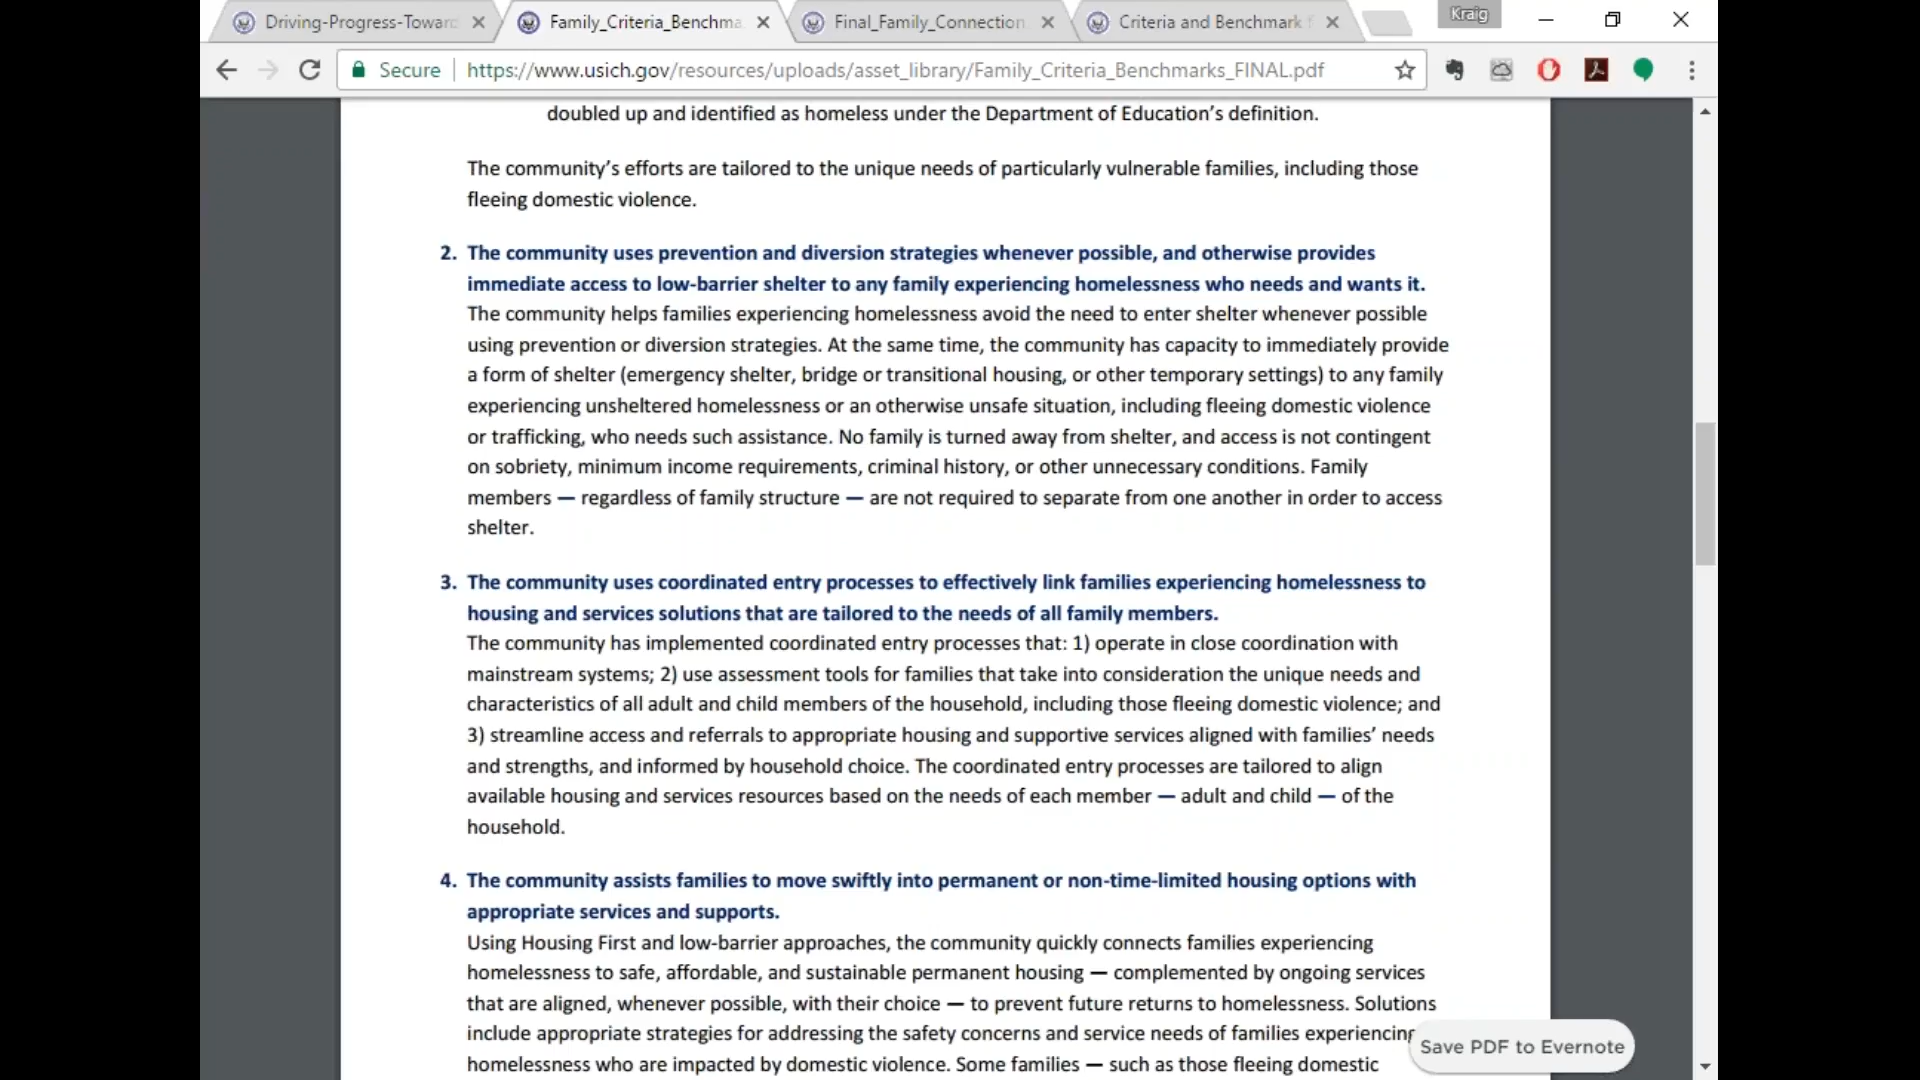 Driving-Progress-Toward
Family_Criteria_Benchma
Final_Family_Connection
Criteria and Benchmark f
Kraig
Secure
https://www.usich.gov/resources/uploads/asset_library/Family_Criteria_Benchmarks_FINAL.pdf
doubled up and identified as homeless under the Department of Education’s definition.
The community’s efforts are tailored to the unique needs of particularly vulnerable families, including those
fleeing domestic violence.
2. The community uses prevention and diversion strategies whenever possible, and otherwise provides
immediate access to low-barrier shelter to any family experiencing homelessness who needs and wants it.
The community helps families experiencing homelessness avoid the need to enter shelter whenever possible
using prevention or diversion strategies. At the same time, the community has capacity to immediately provide
a form of shelter (emergency shelter, bridge or transitional housing, or other temporary settings) to any family
experiencing unsheltered homelessness or an otherwise unsafe situation, including fleeing domestic violence
or trafficking, who needs such assistance. No family is turned away from shelter, and access is not contingent
on sobriety, minimum income requirements, criminal history, or other unnecessary conditions. Family
members — regardless of family structure — are not required to separate from one another in order to access
shelter.
3. The community uses coordinated entry processes to effectively link families experiencing homelessness to
housing and services solutions that are tailored to the needs of all family members.
The community has implemented coordinated entry processes that: 1) operate in close coordination with
mainstream systems; 2) use assessment tools for families that take into consideration the unique needs and
characteristics of all adult and child members of the household, including those fleeing domestic violence; and
3) streamline access and referrals to appropriate housing and supportive services aligned with families’ needs
and strengths, and informed by household choice. The coordinated entry processes are tailored to align
available housing and services resources based on the needs of each member — adult and child — of the
household.
4. The community assists families to move swiftly into permanent or non-time-limited housing options with
appropriate services and supports.
Using Housing First and low-barrier approaches, the community quickly connects families experiencing
homelessness to safe, affordable, and sustainable permanent housing — complemented by ongoing services
that are aligned, whenever possible, with their choice — to prevent future returns to homelessness. Solutions
include appropriate strategies for addressing the safety concerns and service needs of families experiencing
homelessness who are impacted by domestic violence. Some families — such as those fleeing domestic
Save PDF to Evernote